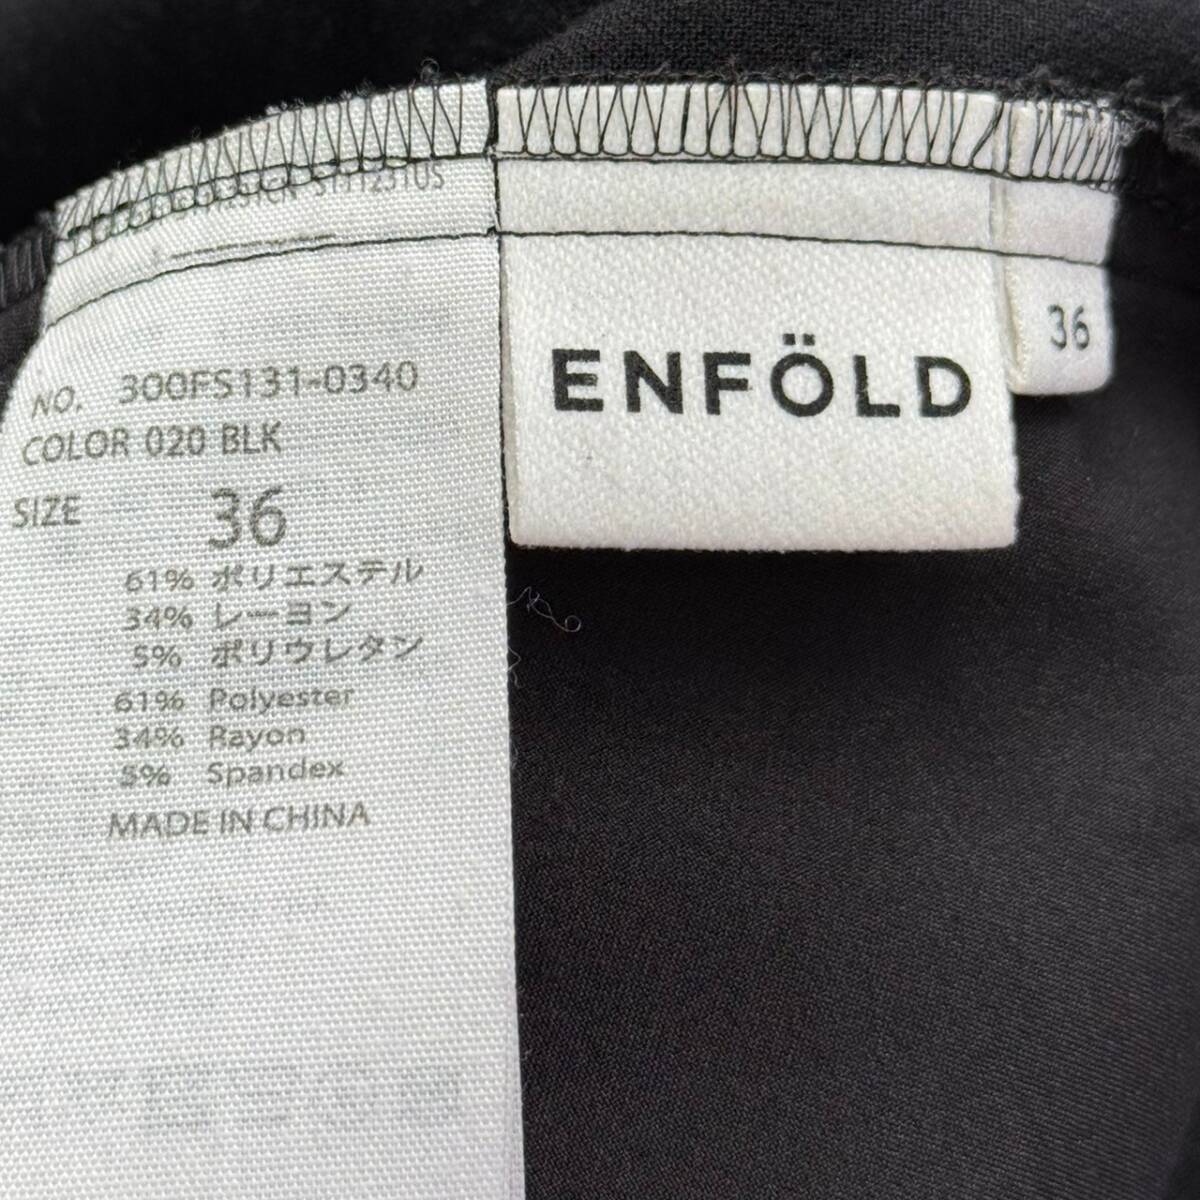 NO. 300FS131-0340
COLOR 020 BLK
SIZE 36
61% ポリエステル
34% レーヨン
5% ポリウレタン
61% Polyester
34% Rayon
5% Spandex
MADE IN CHINA
ENFÖLD
36